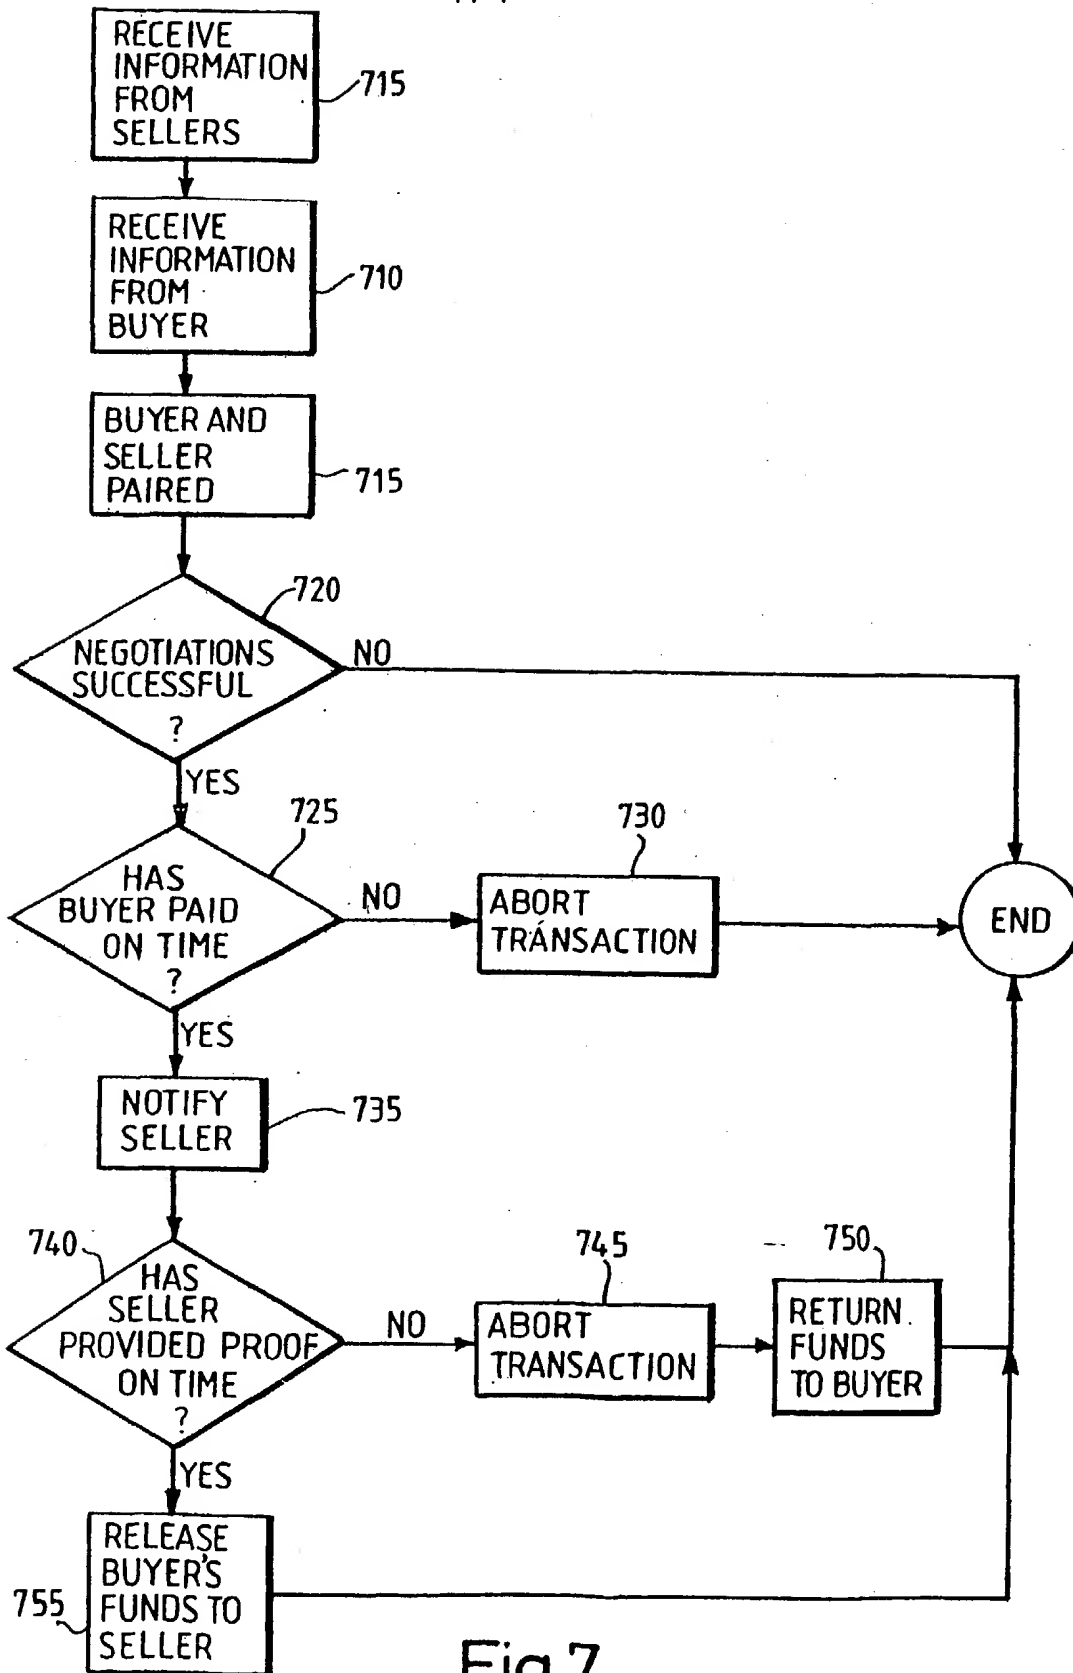 RECEIVE
INFORMATION
FROM
SELLERS
715
RECEIVE
INFORMATION
FROM
BUYER
710
BUYER AND
SELLER
PAIRED
715
720
NEGOTIATIONS
SUCCESSFUL
?
NO
YES
725
HAS
BUYER PAID
ON TIME
?
NO
730
ABORT
TRANSACTION
END
YES
NOTIFY
SELLER
735
740
HAS
SELLER
PROVIDED PROOF
ON TIME
?
NO
745
ABORT
TRANSACTION
750
RETURN
FUNDS
TO BUYER
YES
RELEASE
BUYER'S
FUNDS TO
SELLER
755
Fig.7